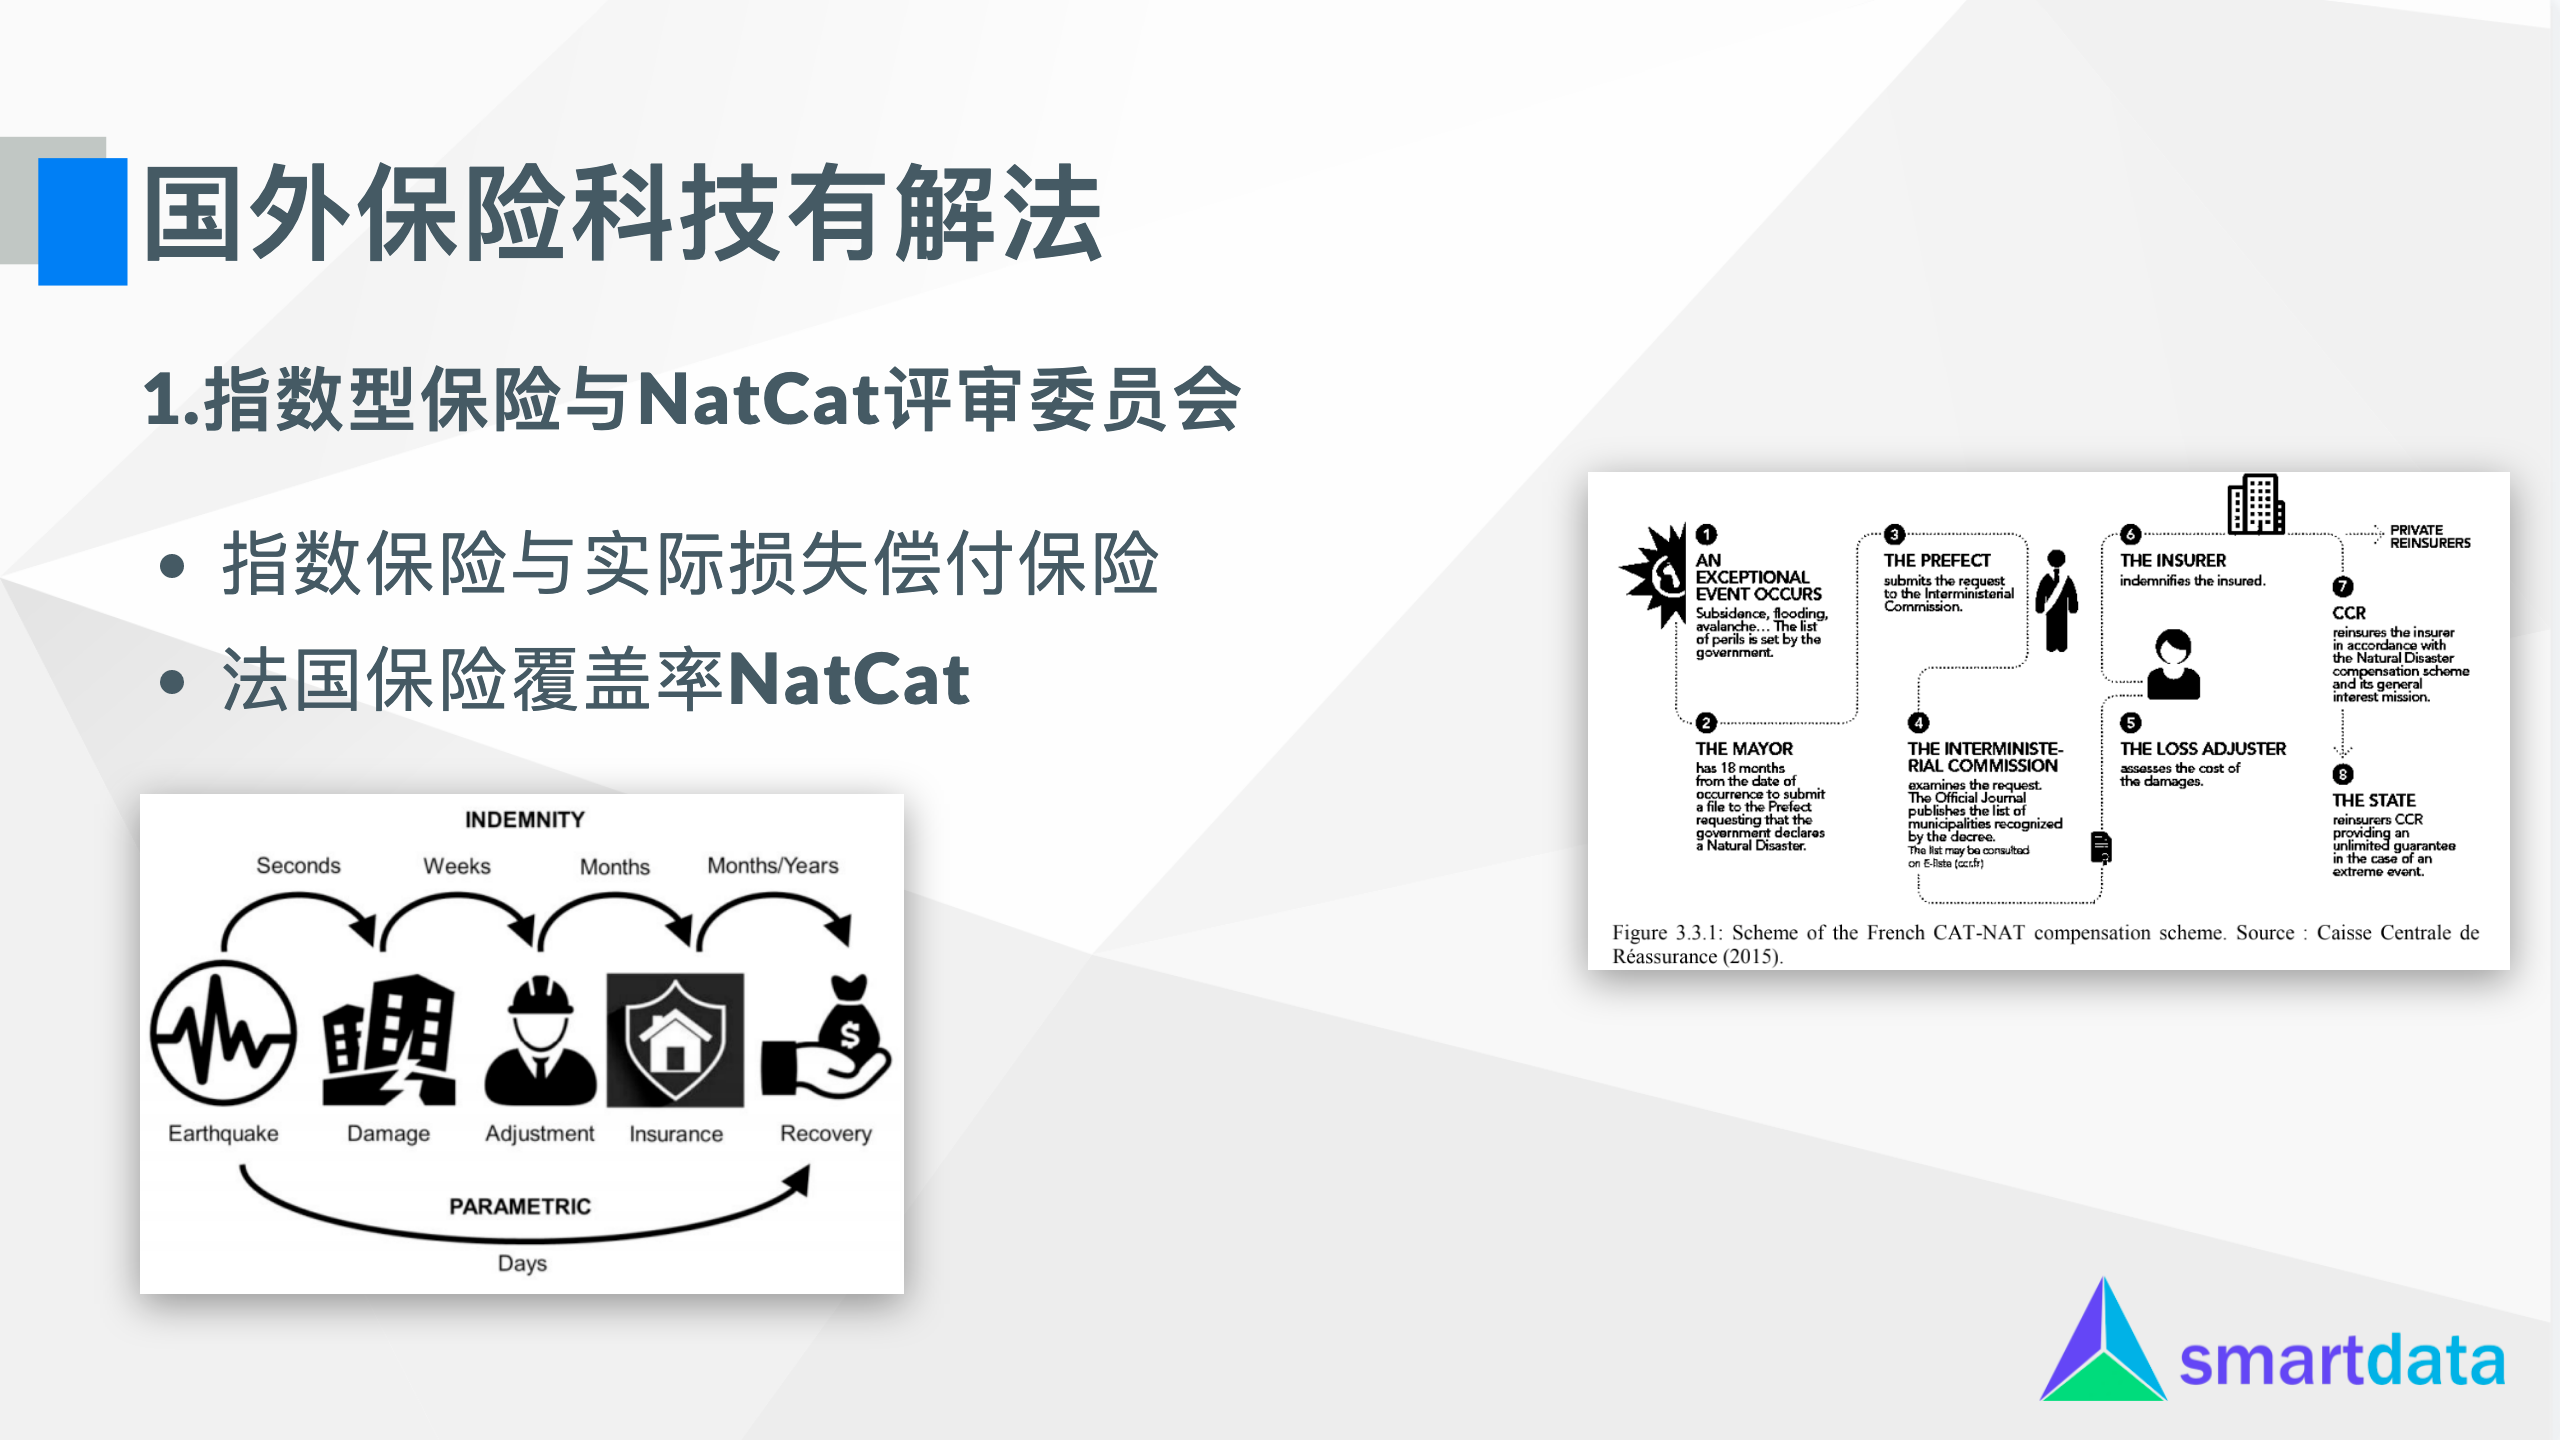 国外保险科技有解法
1.指数型保险与NatCat评审委员会
指数保险与实际损失偿付保险
法国保险覆盖率NatCat
INDEMNITY
Seconds Weeks Months Months/Years
Earthquake Damage Adjustment Insurance Recovery
PARAMETRIC
Days
1
AN
EXCEPTIONAL
EVENT OCCURS
Subsidence, flooding,
avalanche... The list
of perils is set by the
government.
2
THE MAYOR
has 18 months
from the date of
occurrence to submit
a file to the Prefect
requesting that the
government declares
a Natural Disaster.
3
THE PREFECT
submits the request
to the Interministerial
Commission.
4
THE INTERMINISTE-
RIAL COMMISSION
examines the request.
The Official Journal
publishes the list of
municipalities recognized
by the decree.
The list may be consulted
on E-liste (ccr.fr)
5
THE LOSS ADJUSTER
assesses the cost of
the damages.
6
THE INSURER
indemnifies the insured.
PRIVATE
REINSURERS
7
CCR
reinsures the insurer
in accordance with
the Natural Disaster
compensation scheme
and its general
interest mission.
8
THE STATE
reinsurers CCR
providing an
unlimited guarantee
in the case of an
extreme event.
Figure 3.3.1: Scheme of the French CAT-NAT compensation scheme. Source : Caisse Centrale de
Réassurance (2015).
smartdata